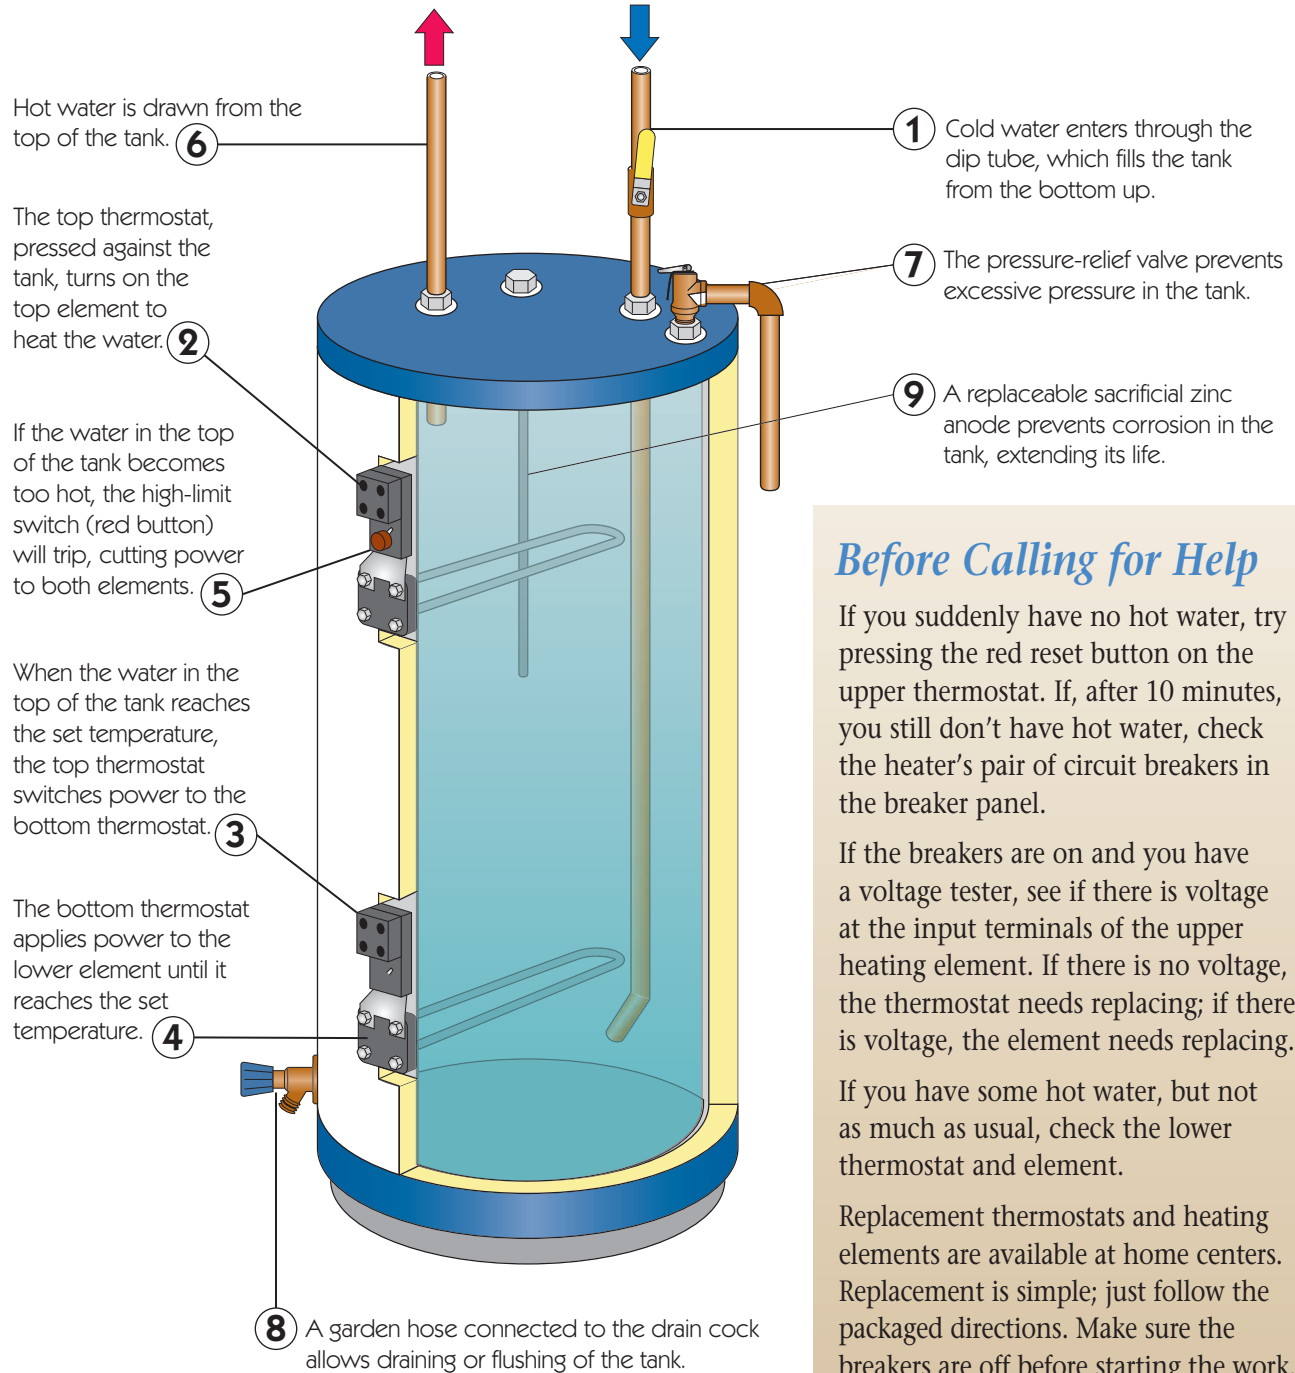 Hot water is drawn from the
top of the tank. 6
The top thermostat,
pressed against the
tank, turns on the
top element to
heat the water. 2
If the water in the top
of the tank becomes
too hot, the high-limit
switch (red button)
will trip, cutting power
to both elements. 5
When the water in the
top of the tank reaches
the set temperature,
the top thermostat
switches power to the
bottom thermostat. 3
The bottom thermostat
applies power to the
lower element until it
reaches the set
temperature. 4
1 Cold water enters through the
dip tube, which fills the tank
from the bottom up.
7 The pressure-relief valve prevents
excessive pressure in the tank.
9 A replaceable sacrificial zinc
anode prevents corrosion in the
tank, extending its life.
8 A garden hose connected to the drain cock
allows draining or flushing of the tank.
Before Calling for Help
If you suddenly have no hot water, try
pressing the red reset button on the
upper thermostat. If, after 10 minutes,
you still don’t have hot water, check
the heater’s pair of circuit breakers in
the breaker panel.
If the breakers are on and you have
a voltage tester, see if there is voltage
at the input terminals of the upper
heating element. If there is no voltage,
the thermostat needs replacing; if there
is voltage, the element needs replacing.
If you have some hot water, but not
as much as usual, check the lower
thermostat and element.
Replacement thermostats and heating
elements are available at home centers.
Replacement is simple; just follow the
packaged directions. Make sure the
breakers are off before starting the work.